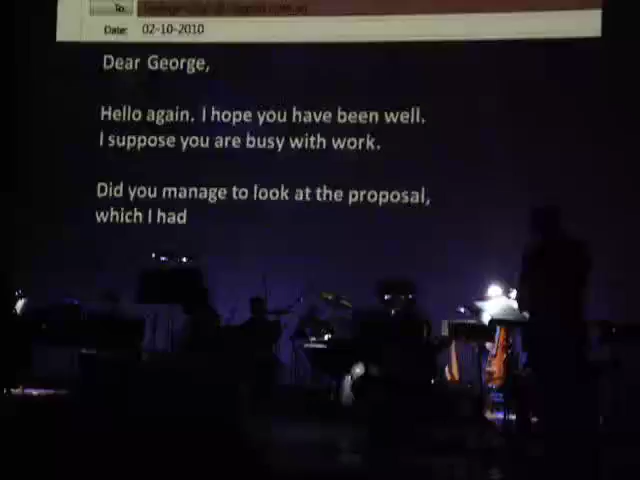 To:
Date: 02-10-2010
Dear George,
Hello again. I hope you have been well.
I suppose you are busy with work.
Did you manage to look at the proposal,
which I had